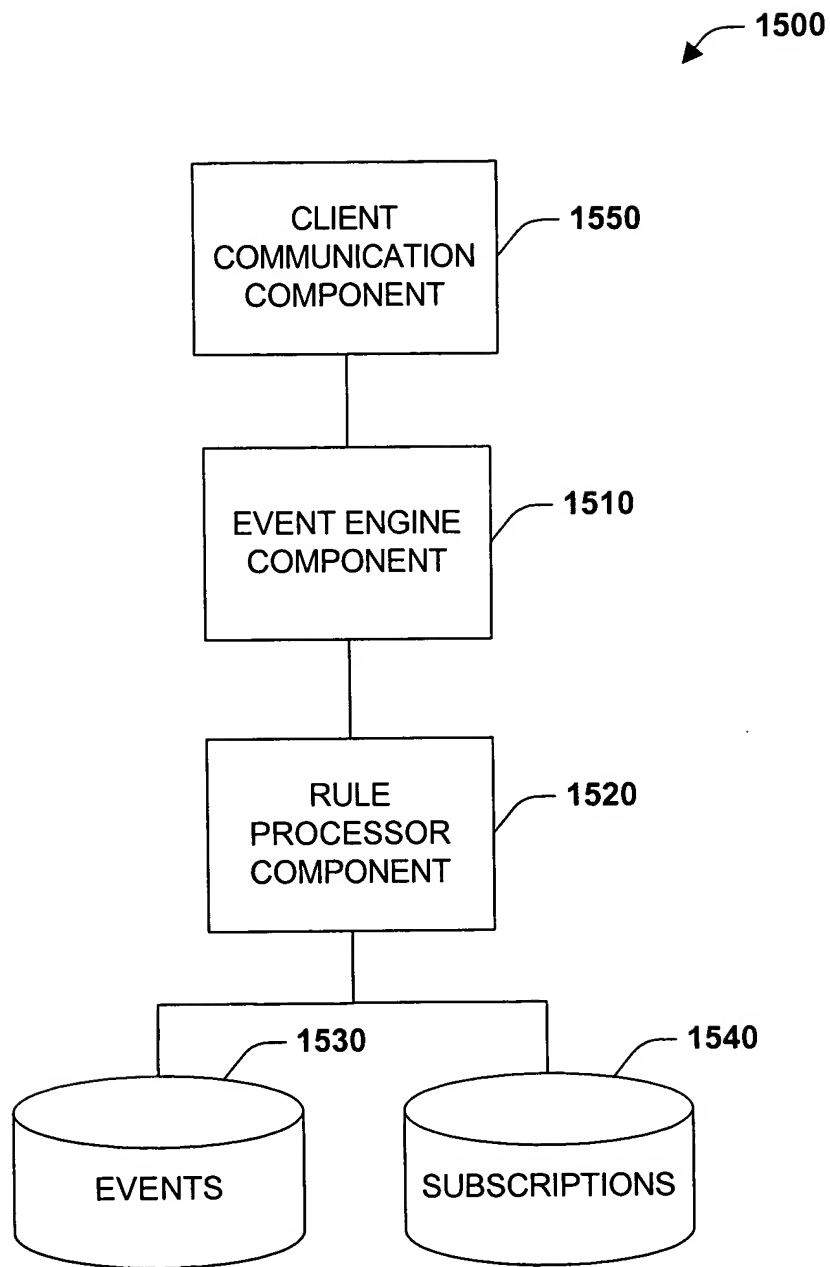 1500
CLIENT
COMMUNICATION
COMPONENT
1550
EVENT ENGINE
COMPONENT
1510
RULE
PROCESSOR
COMPONENT
1520
1530
1540
EVENTS
SUBSCRIPTIONS